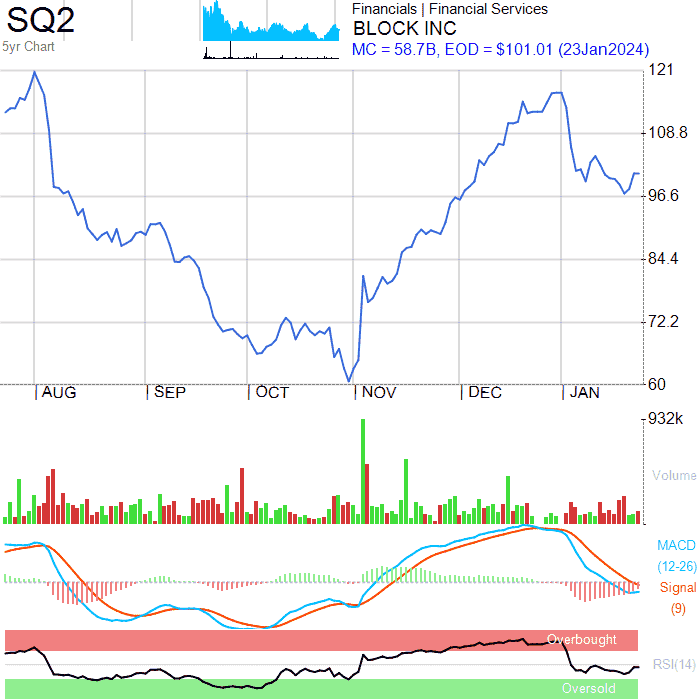 SQ2
5yr Chart
Financials | Financial Services
BLOCK INC
MC = 58.7B, EOD = $101.01 (23Jan2024)
121
108.8
96.6
84.4
72.2
60
| AUG | SEP | OCT | NOV | DEC | JAN
932k
Volume
MACD
(12-26)
Signal
(9)
Overbought
RSI(14)
Oversold